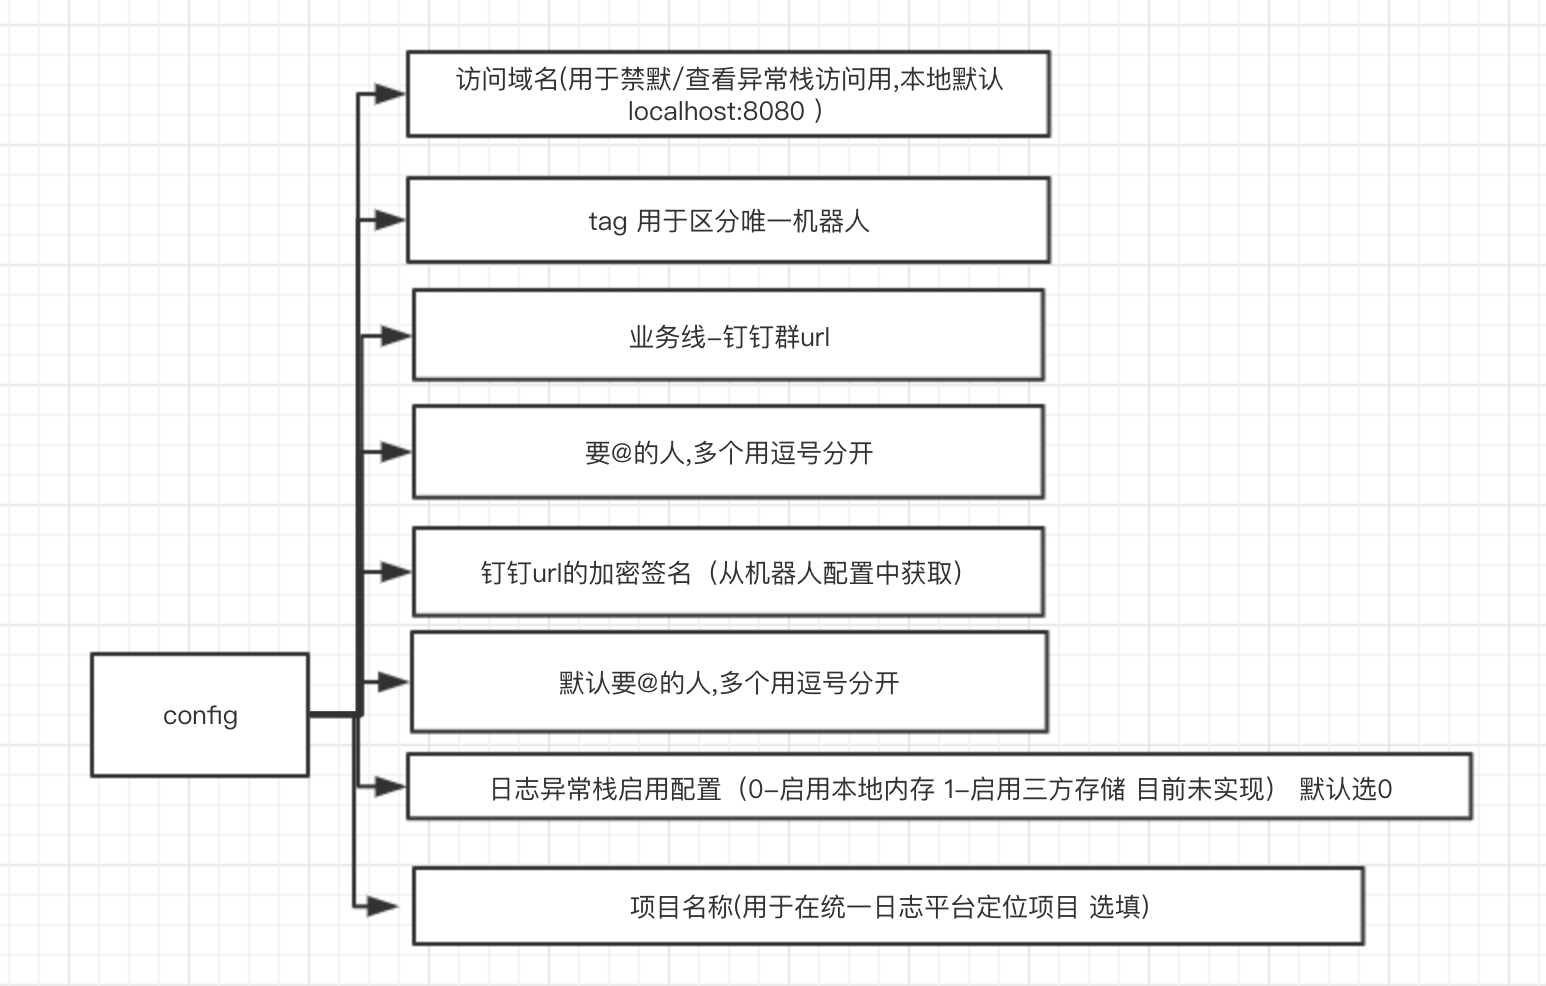 访问域名(用于禁默/查看异常栈访问用,本地默认
localhost:8080 )
tag 用于区分唯一机器人
业务线-钉钉群url
要@的人,多个用逗号分开
钉钉url的加密签名（从机器人配置中获取）
默认要@的人,多个用逗号分开
config
日志异常栈启用配置（0-启用本地内存 1-启用三方存储 目前未实现） 默认选0
项目名称(用于在统一日志平台定位项目 选填)